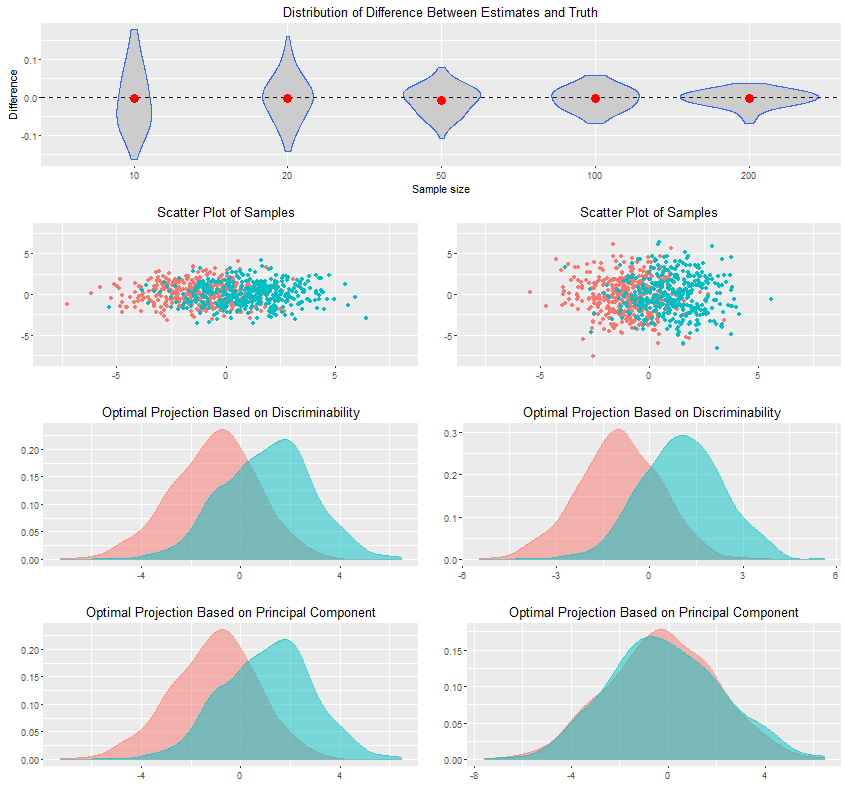 Distribution of Difference Between Estimates and Truth
Difference
0.1
0.0
-0.1
10 20 50 100 200
Sample size
Scatter Plot of Samples Scatter Plot of Samples
5 5
0 0
-5 -5
-5 0 5 -5 0 5
Optimal Projection Based on Discriminability Optimal Projection Based on Discriminability
0.20 0.3
0.15 0.2
0.10 0.1
0.05 0.0
0.00
-4 0 4 -6 -3 0 3 6
Optimal Projection Based on Principal Component Optimal Projection Based on Principal Component
0.20 0.15
0.15 0.10
0.10 0.05
0.05 0.00
0.00
-4 0 4 -8 -4 0 4